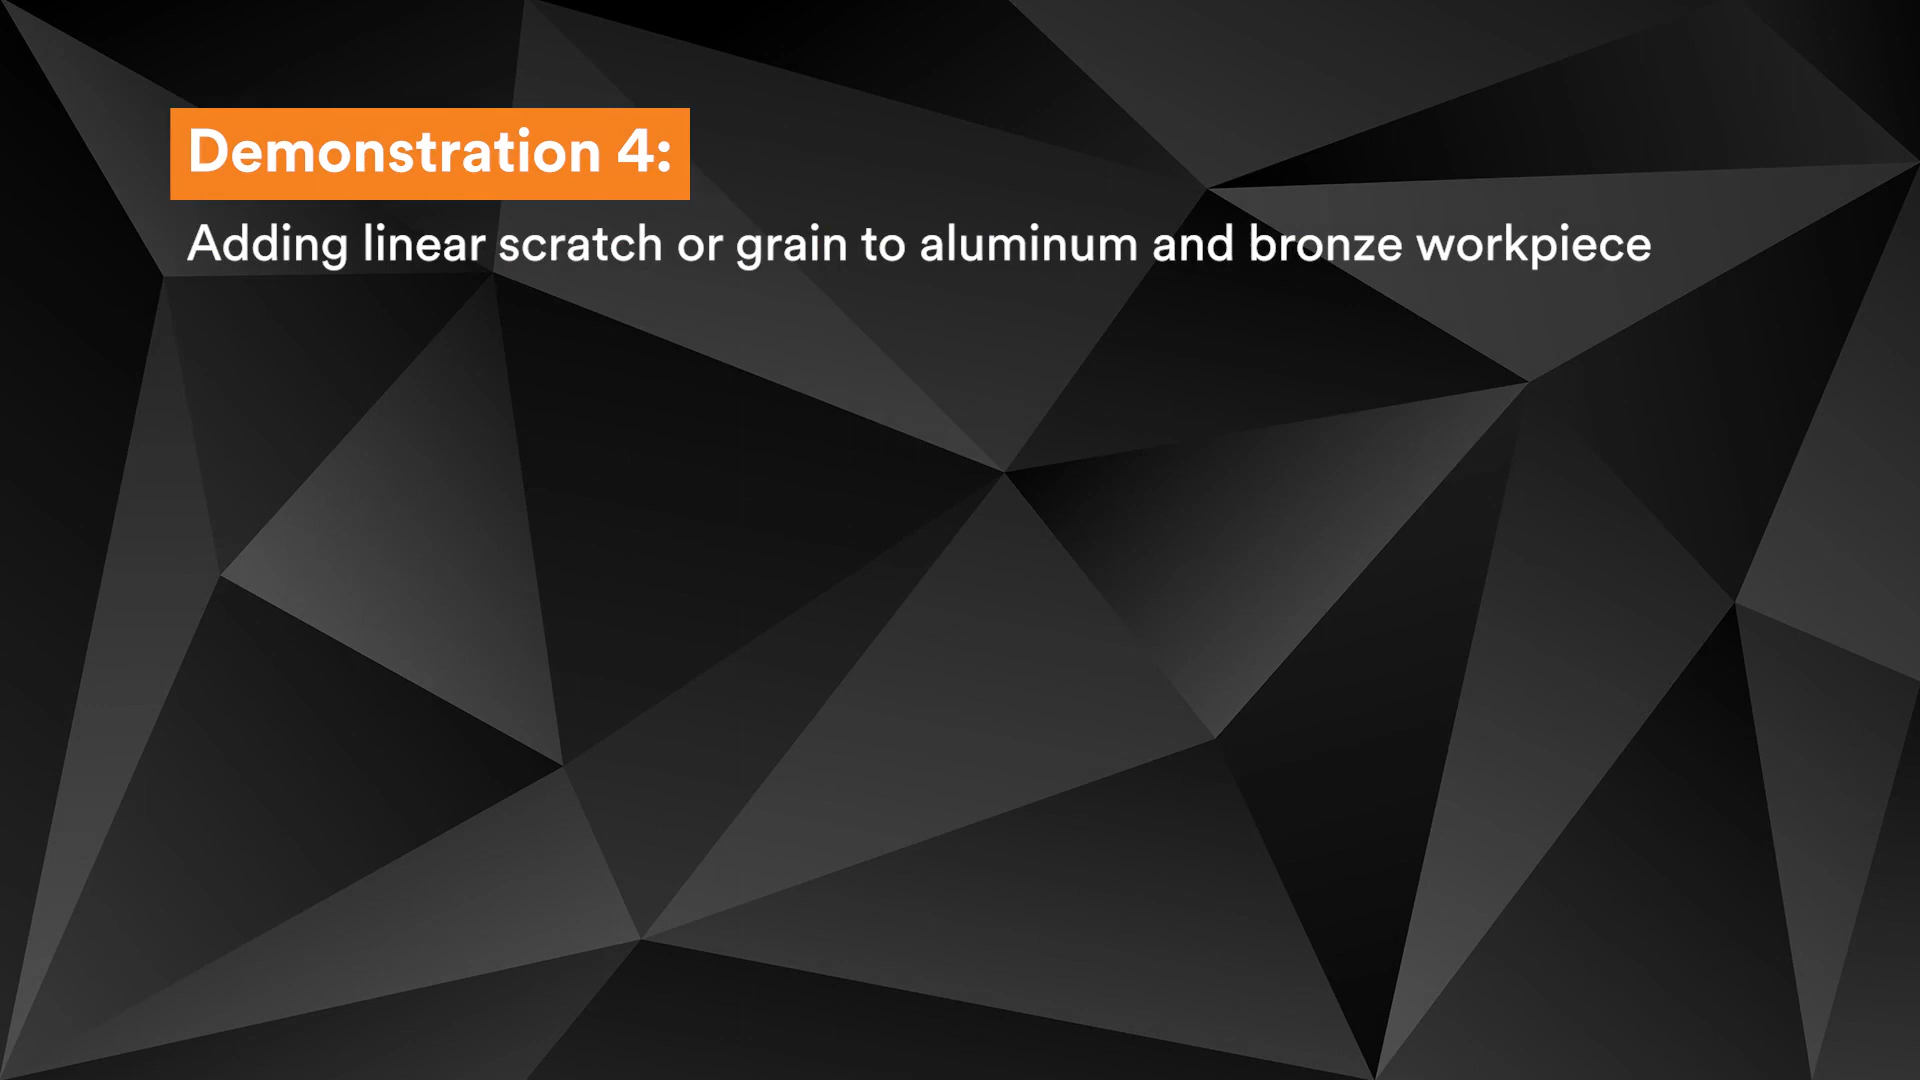 Demonstration 4:
Adding linear scratch or grain to aluminum and bronze workpiece